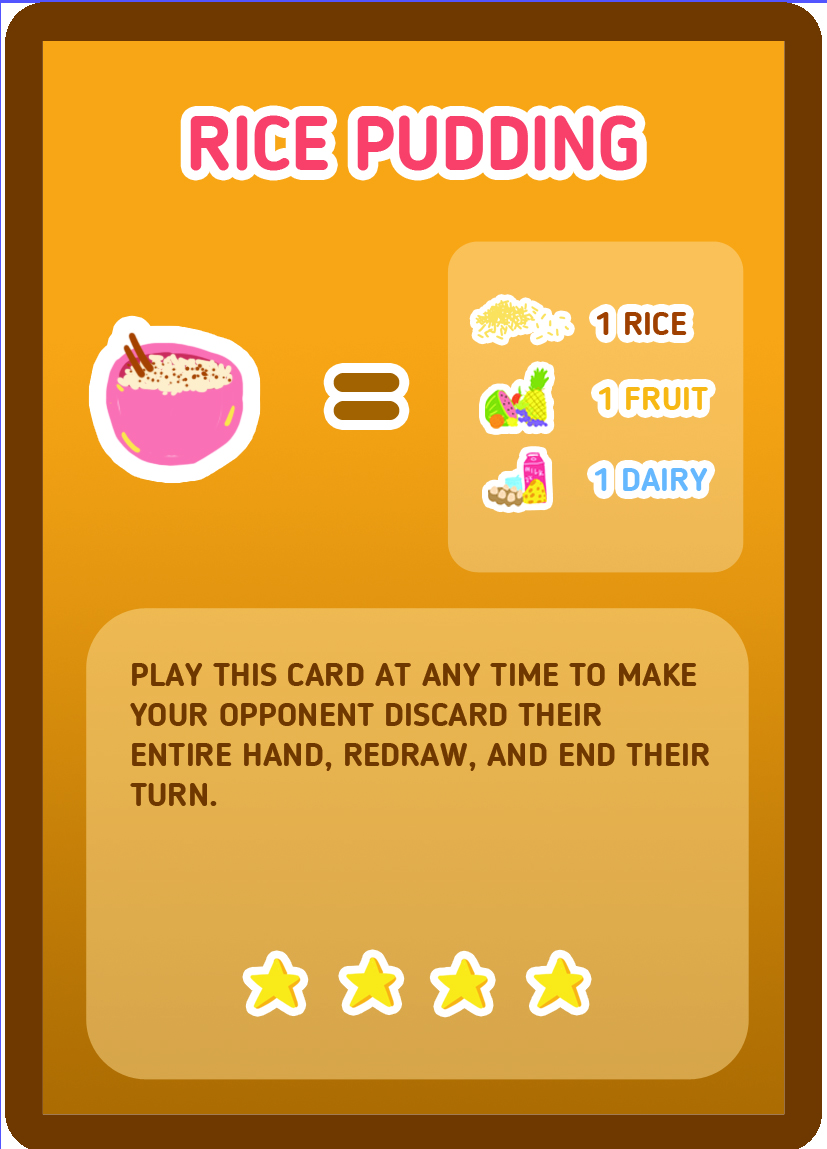 RICE PUDDING
1 RICE
1 FRUIT
MILK
1 DAIRY
PLAY THIS CARD AT ANY TIME TO MAKE
YOUR OPPONENT DISCARD THEIR
ENTIRE HAND, REDRAW, AND END THEIR
TURN.